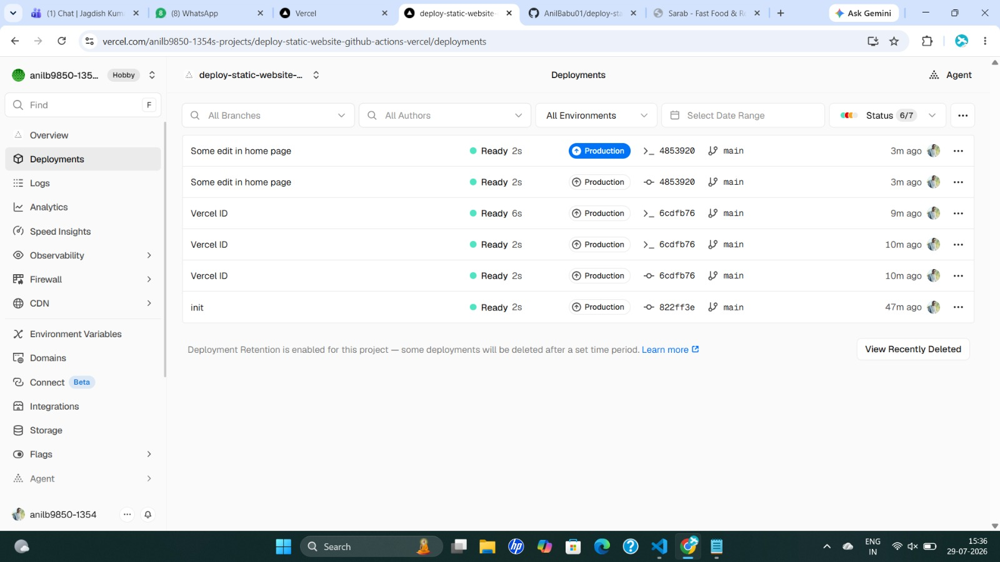 (1) Chat | Jagdish Kuma
(8) WhatsApp
Vercel
deploy-static-website-
AnilBabu01/deploy-sta
Sarab - Fast Food & Re
Ask Gemini
vercel.com/anilb9850-1354s-projects/deploy-static-website-github-actions-vercel/deployments
anilb9850-135... Hobby
deploy-static-website-...
Deployments
Agent
Find F
All Branches
All Authors
All Environments
Select Date Range
Status 6/7
Overview
Deployments
Logs
Analytics
Speed Insights
Observability
Firewall
CDN
Environment Variables
Domains
Connect Beta
Integrations
Storage
Flags
Agent
anilb9850-1354
Some edit in home page Ready 2s Production 4853920 main 3m ago
Some edit in home page Ready 2s Production 4853920 main 3m ago
Vercel ID Ready 6s Production 6cdfb76 main 9m ago
Vercel ID Ready 2s Production 6cdfb76 main 10m ago
Vercel ID Ready 2s Production 6cdfb76 main 10m ago
init Ready 2s Production 822ff3e main 47m ago
Deployment Retention is enabled for this project — some deployments will be deleted after a set time period. Learn more
View Recently Deleted
Search
ENG
IN
15:36
29-07-2026